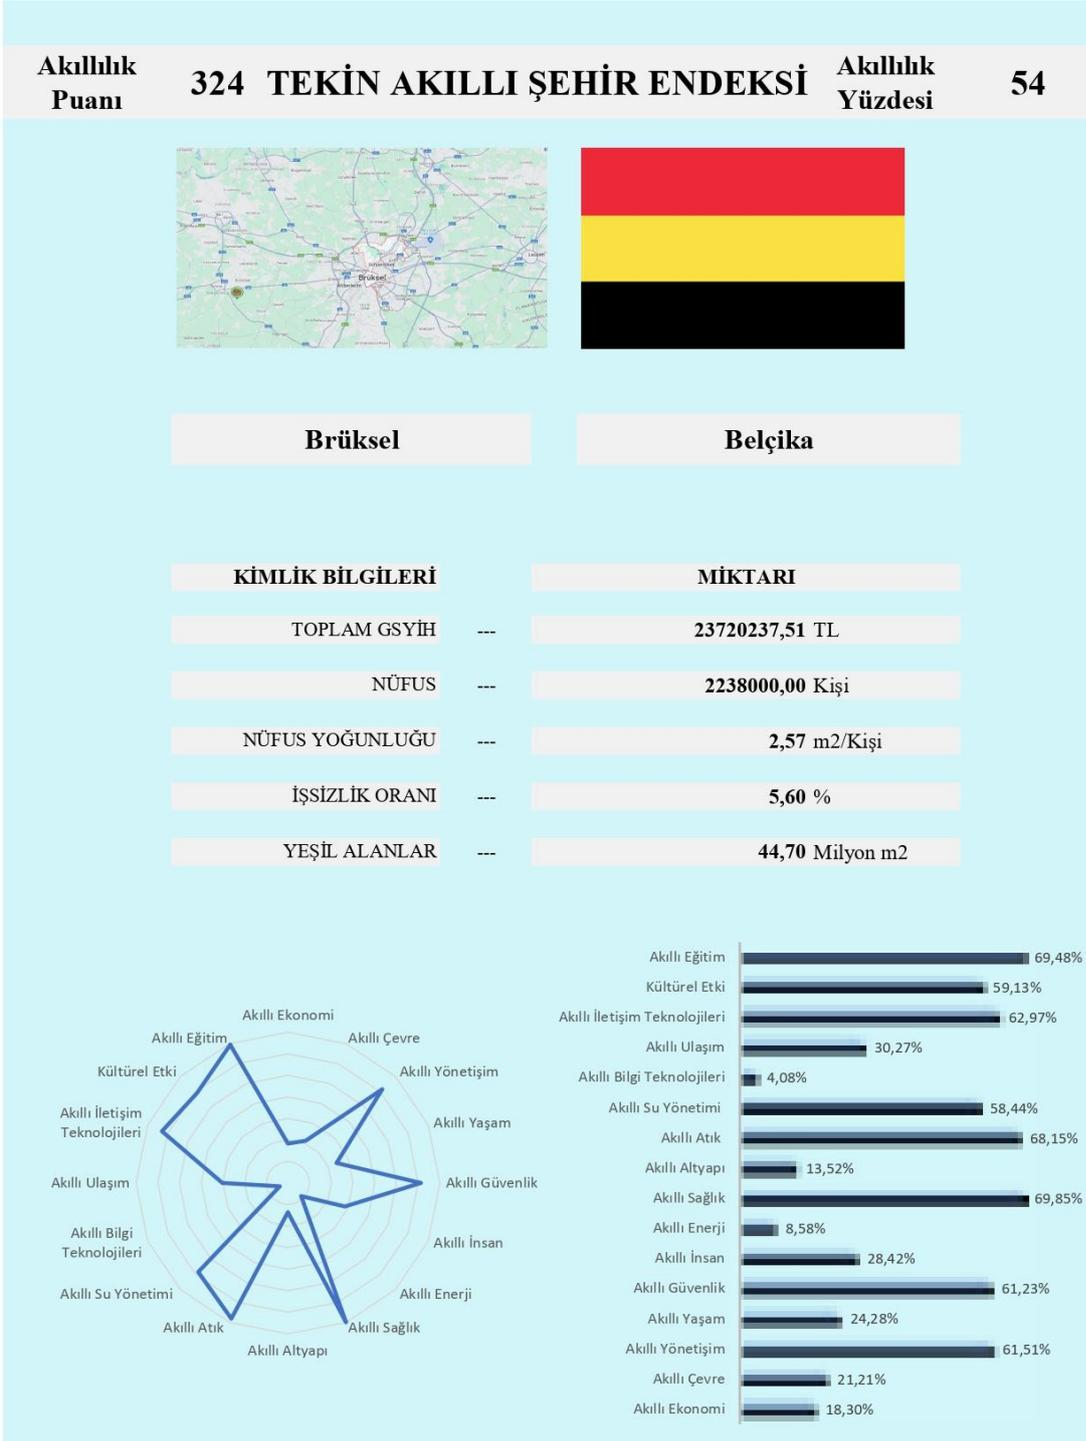 Akıllılık
Puanı
324 TEKİN AKILLI ŞEHİR ENDEKSİ
Akıllılık
Yüzdesi
54
Brüksel
Brüksel
Belçika
KİMLİK BİLGİLERİ MİKTARI
TOPLAM GSYİH --- 23720237,51 TL
NÜFUS --- 2238000,00 Kişi
NÜFUS YOĞUNLUĞU --- 2,57 m2/Kişi
İŞSİZLİK ORANI --- 5,60 %
YEŞİL ALANLAR --- 44,70 Milyon m2
Akıllı Ekonomi
Akıllı Çevre
Akıllı Yönetişim
Akıllı Yaşam
Akıllı Güvenlik
Akıllı İnsan
Akıllı Enerji
Akıllı Sağlık
Akıllı Altyapı
Akıllı Atık
Akıllı Su Yönetimi
Akıllı Bilgi
Teknolojileri
Akıllı Ulaşım
Akıllı İletişim
Teknolojileri
Kültürel Etki
Akıllı Eğitim
Akıllı Eğitim 69,48%
Kültürel Etki 59,13%
Akıllı İletişim Teknolojileri 62,97%
Akıllı Ulaşım 30,27%
Akıllı Bilgi Teknolojileri 4,08%
Akıllı Su Yönetimi 58,44%
Akıllı Atık 68,15%
Akıllı Altyapı 13,52%
Akıllı Sağlık 69,85%
Akıllı Enerji 8,58%
Akıllı İnsan 28,42%
Akıllı Güvenlik 61,23%
Akıllı Yaşam 24,28%
Akıllı Yönetişim 61,51%
Akıllı Çevre 21,21%
Akıllı Ekonomi 18,30%